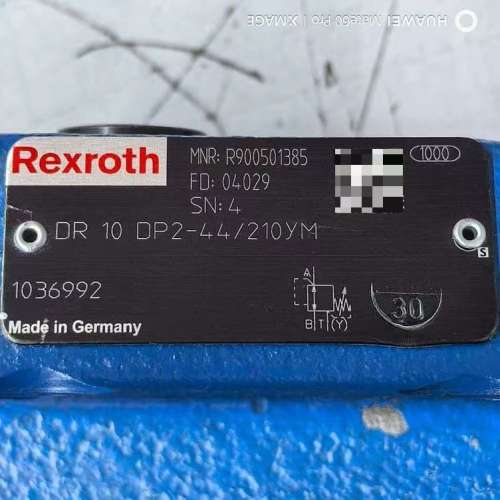 HUAWEI Mate60 Pro | XMAGE
Rexroth
MNR: R900501385
FD: 04029
SN: 4
1000
DR 10 DP2-44/210YM
S
1036992
A
B T (Y)
30
Made in Germany